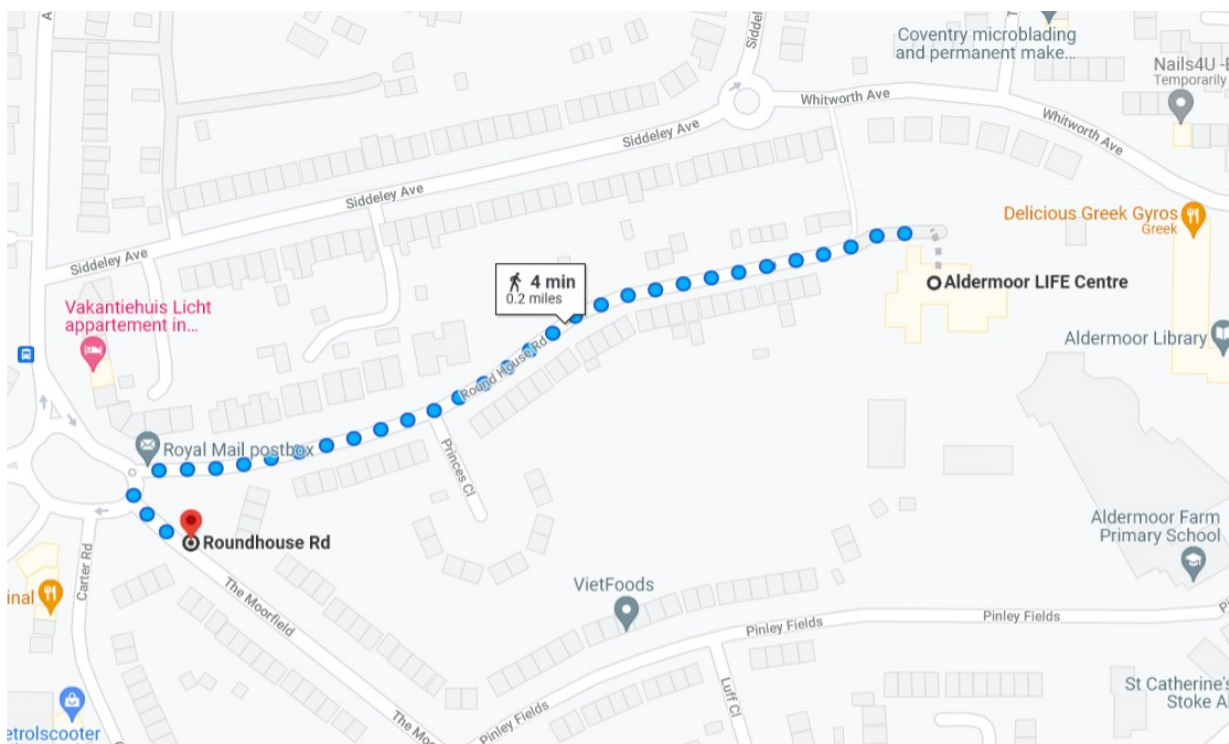 Siddeley
Coventry microblading
and permanent make...
Nails4U -E
Temporarily
Whitworth Ave
Siddeley Ave
Whitworth Ave
Siddeley Ave
Delicious Greek Gyros
Greek
Siddeley Ave
4 min
0.2 miles
Aldermoor LIFE Centre
Vakantiehuis Licht
appartement in...
Aldermoor Library
Round House Rd
Royal Mail postbox
Princes Cl
Aldermoor Farm
Primary School
Roundhouse Rd
Carter Rd
inal
The Moorfield
VietFoods
Pinley Fields
Pinley Fields
Luff Cl
St Catherine's
Stoke Al
The Moorfield
Pinley Fields
etrolscooter